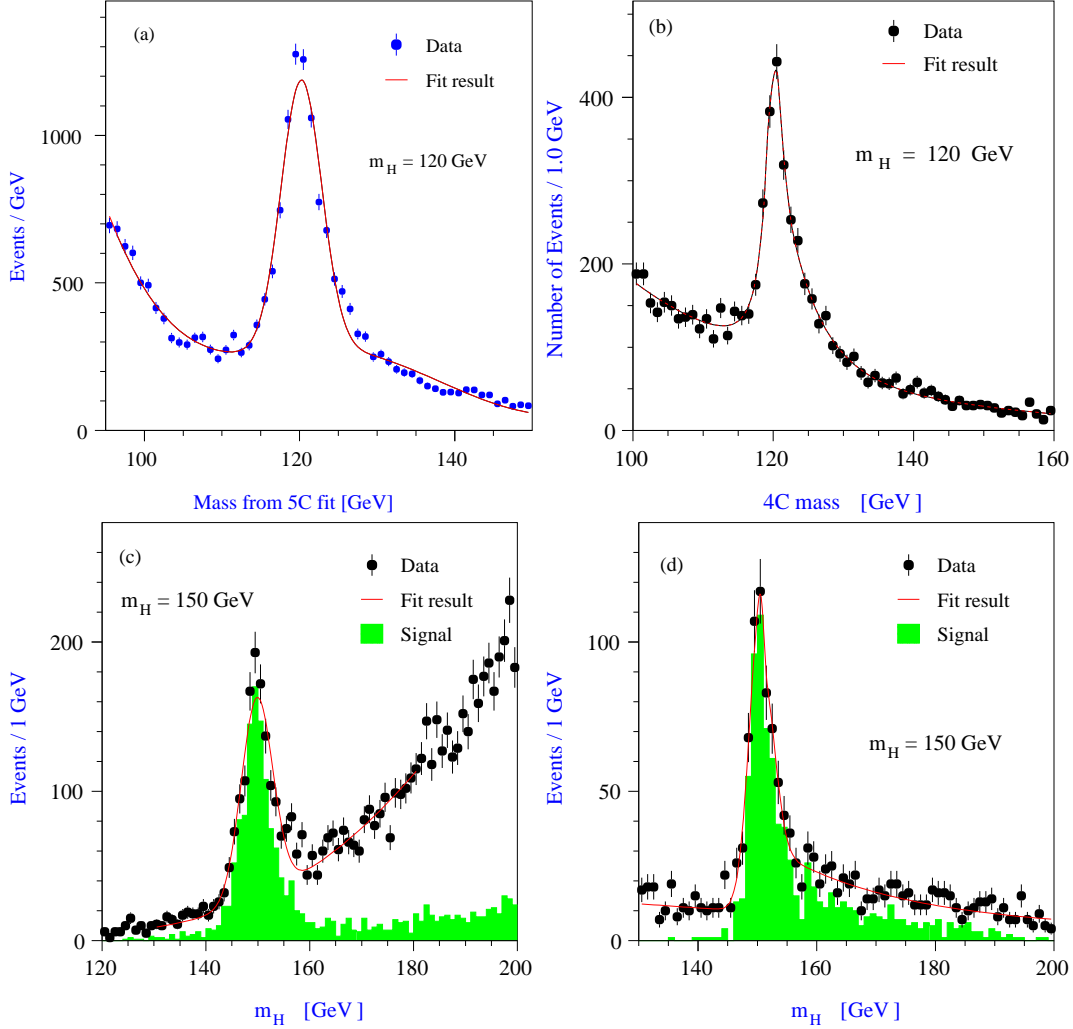 (a)
Data
Fit result
m_H = 120 GeV
Events / GeV
1000
500
0
100
120
140
Mass from 5C fit [GeV]
(b)
Data
Fit result
m_H = 120 GeV
Number of Events / 1.0 GeV
400
200
0
100
120
140
160
4C mass [GeV]
(c)
Data
m_H = 150 GeV
Fit result
Signal
Events / 1 GeV
200
100
0
120
140
160
180
200
m_H [GeV]
(d)
Data
Fit result
Signal
m_H = 150 GeV
Events / 1 GeV
100
50
0
140
160
180
200
m_H [GeV]